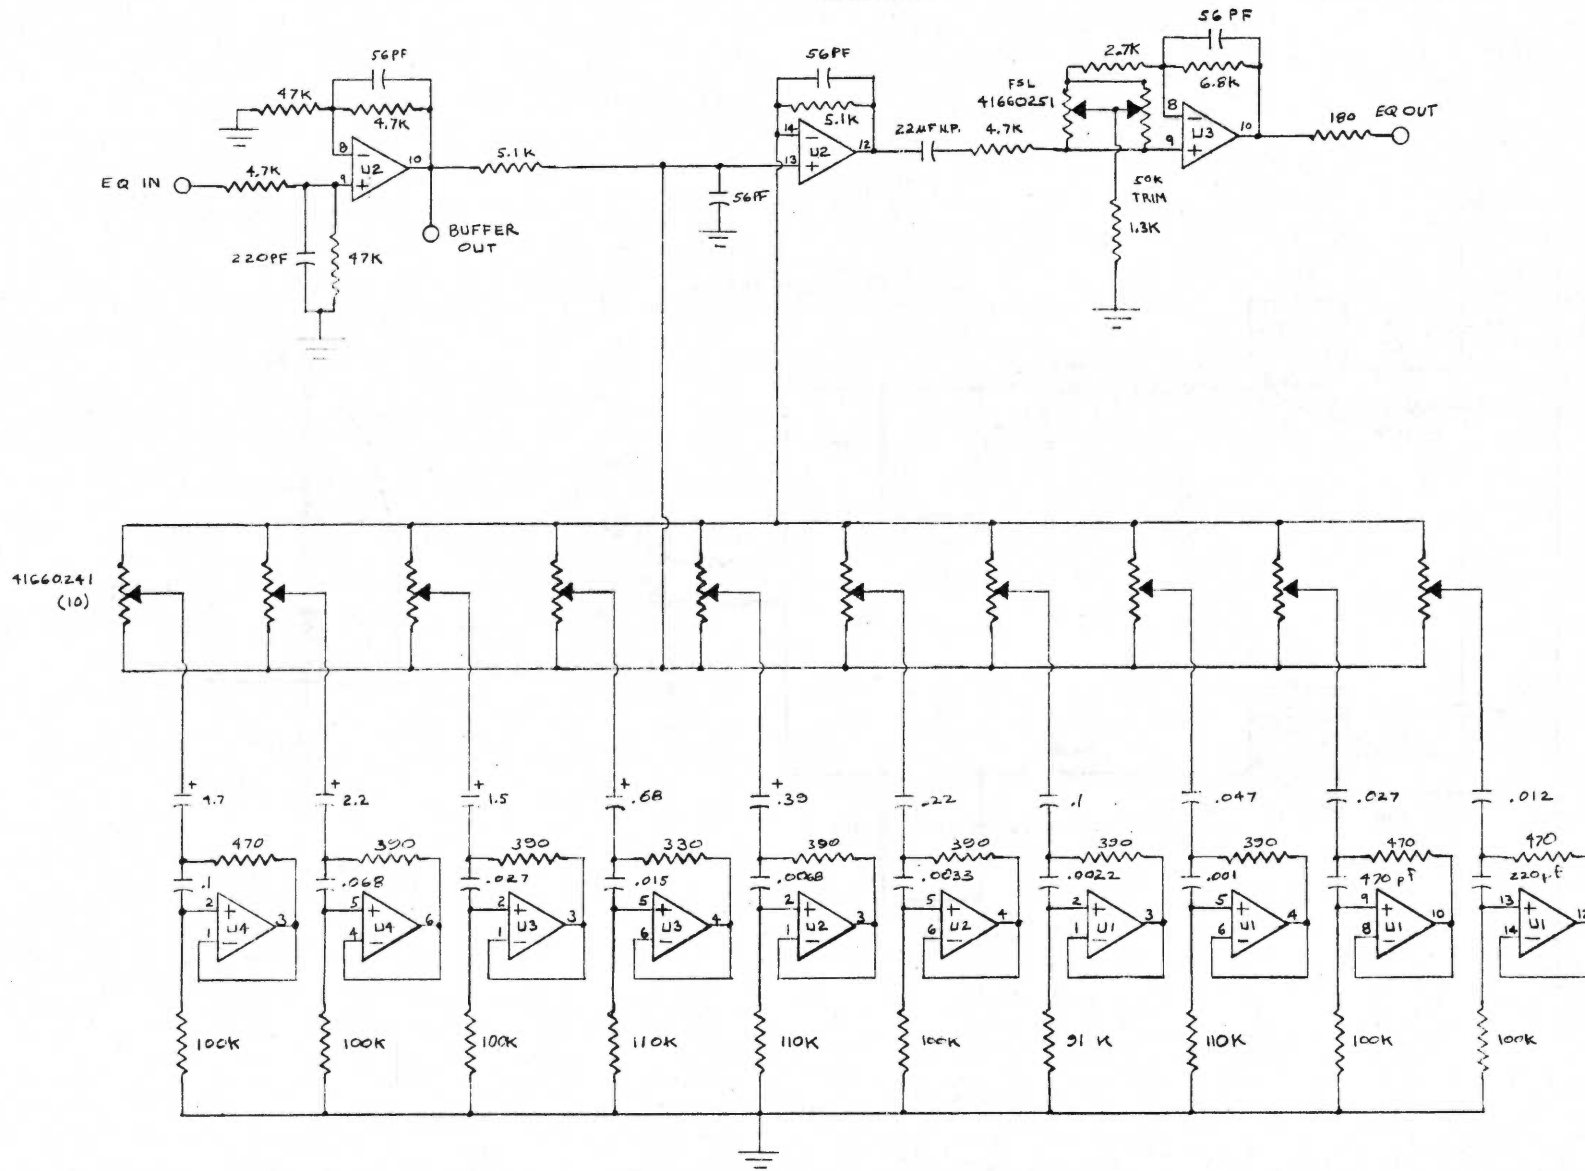 56PF
47K
4.7K
8
U2
10
9
EQ IN
4.7K
220PF
47K
BUFFER
OUT
5.1K
56PF
56PF
5.1K
14
U2
12
13
22µF N.P.
4.7K
FSL
41660251
2.7K
56 PF
6.8K
8
U3
10
9
50K
TRIM
1.3K
180
EQ OUT
41660241
(10)
+ + + + +
4.7 2.2 1.5 .68 .39 .22 .1 .047 .027 .012
470 390 390 330 390 390 390 390 470 470
.1 .068 .027 .015 .0068 .0033 .0022 .001 470 pf 220pf
2 5 2 5 2 5 2 5 9 13
U4 U4 U3 U3 U2 U2 U1 U1 U1 U1
3 6 3 4 3 4 3 4 10 12
1 4 1 6 1 6 1 6 8 14
100K 100K 100K 110K 110K 100K 91 K 110K 100K 100K